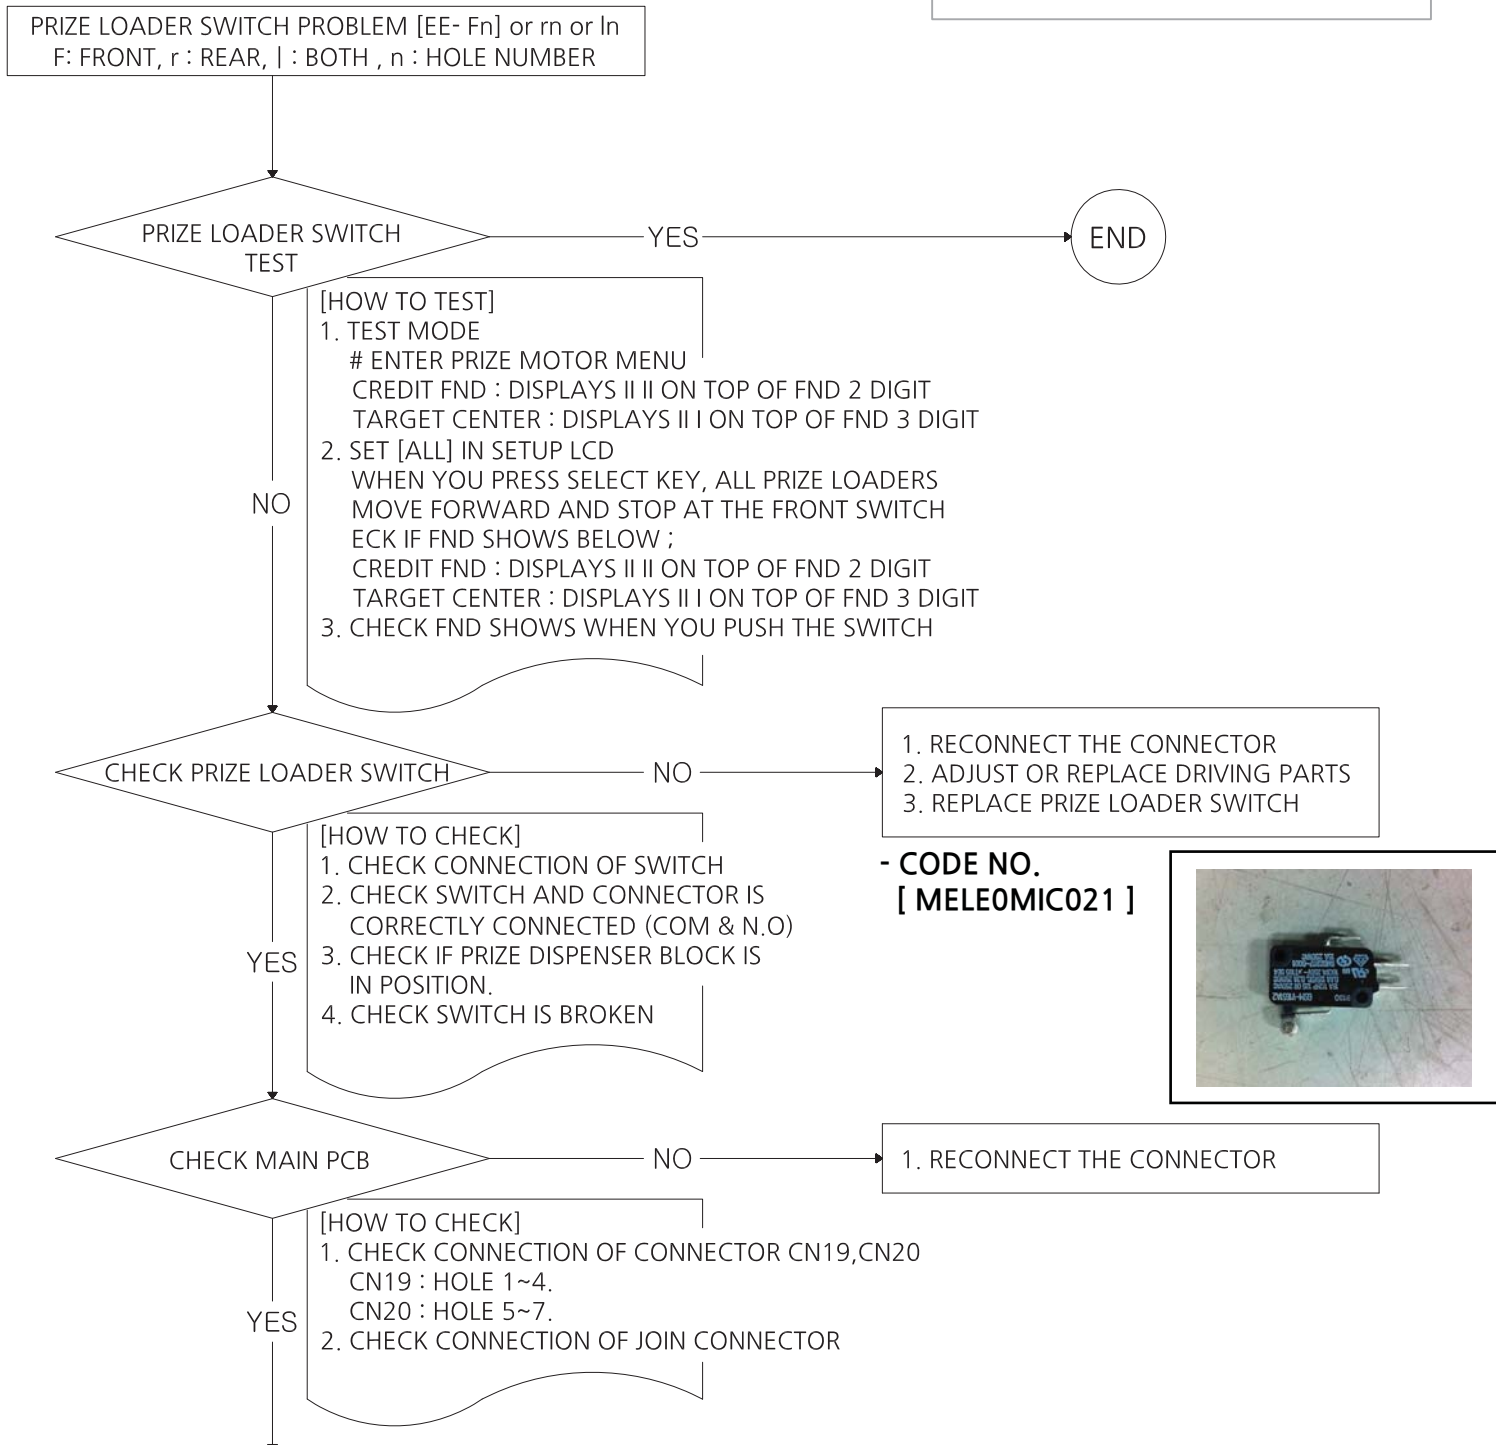 PRIZE LOADER SWITCH PROBLEM [EE- Fn] or rn or ln
F: FRONT, r : REAR, l : BOTH , n : HOLE NUMBER
PRIZE LOADER SWITCH
TEST
YES
END
[HOW TO TEST]
1. TEST MODE
# ENTER PRIZE MOTOR MENU
CREDIT FND : DISPLAYS II II ON TOP OF FND 2 DIGIT
TARGET CENTER : DISPLAYS II I ON TOP OF FND 3 DIGIT
2. SET [ALL] IN SETUP LCD
WHEN YOU PRESS SELECT KEY, ALL PRIZE LOADERS
MOVE FORWARD AND STOP AT THE FRONT SWITCH
ECK IF FND SHOWS BELOW ;
CREDIT FND : DISPLAYS II II ON TOP OF FND 2 DIGIT
TARGET CENTER : DISPLAYS II I ON TOP OF FND 3 DIGIT
3. CHECK FND SHOWS WHEN YOU PUSH THE SWITCH
NO
CHECK PRIZE LOADER SWITCH
NO
1. RECONNECT THE CONNECTOR
2. ADJUST OR REPLACE DRIVING PARTS
3. REPLACE PRIZE LOADER SWITCH
[HOW TO CHECK]
1. CHECK CONNECTION OF SWITCH
2. CHECK SWITCH AND CONNECTOR IS
CORRECTLY CONNECTED (COM & N.O)
3. CHECK IF PRIZE DISPENSER BLOCK IS
IN POSITION.
4. CHECK SWITCH IS BROKEN
YES
- CODE NO.
[ MELE0MIC021 ]
CHECK MAIN PCB
NO
1. RECONNECT THE CONNECTOR
[HOW TO CHECK]
1. CHECK CONNECTION OF CONNECTOR CN19,CN20
CN19 : HOLE 1~4.
CN20 : HOLE 5~7.
2. CHECK CONNECTION OF JOIN CONNECTOR
YES